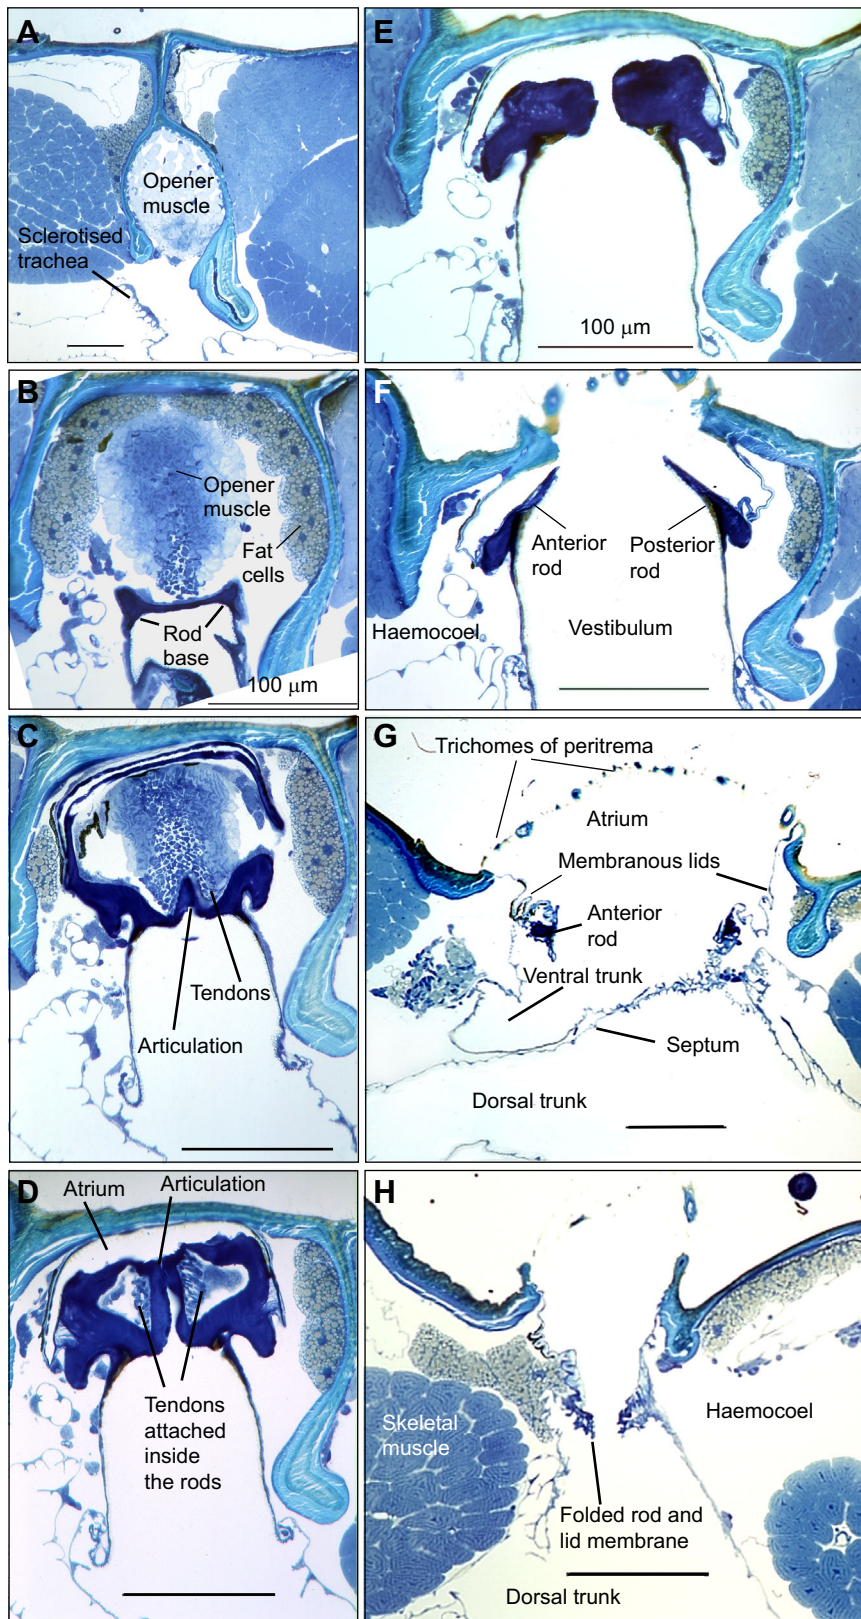 A
Opener
muscle
Sclerotised
trachea
B
Opener
muscle
Fat
cells
Rod
base
100 μm
C
Tendons
Articulation
D
Atrium
Articulation
Tendons
attached
inside
the rods
E
100 μm
F
Anterior
rod
Posterior
rod
Haemocoel
Vestibulum
G
Trichomes of peritrema
Atrium
Membranous lids
Anterior
rod
Ventral trunk
Septum
Dorsal trunk
H
Skeletal
muscle
Haemocoel
Folded rod and
lid membrane
Dorsal trunk